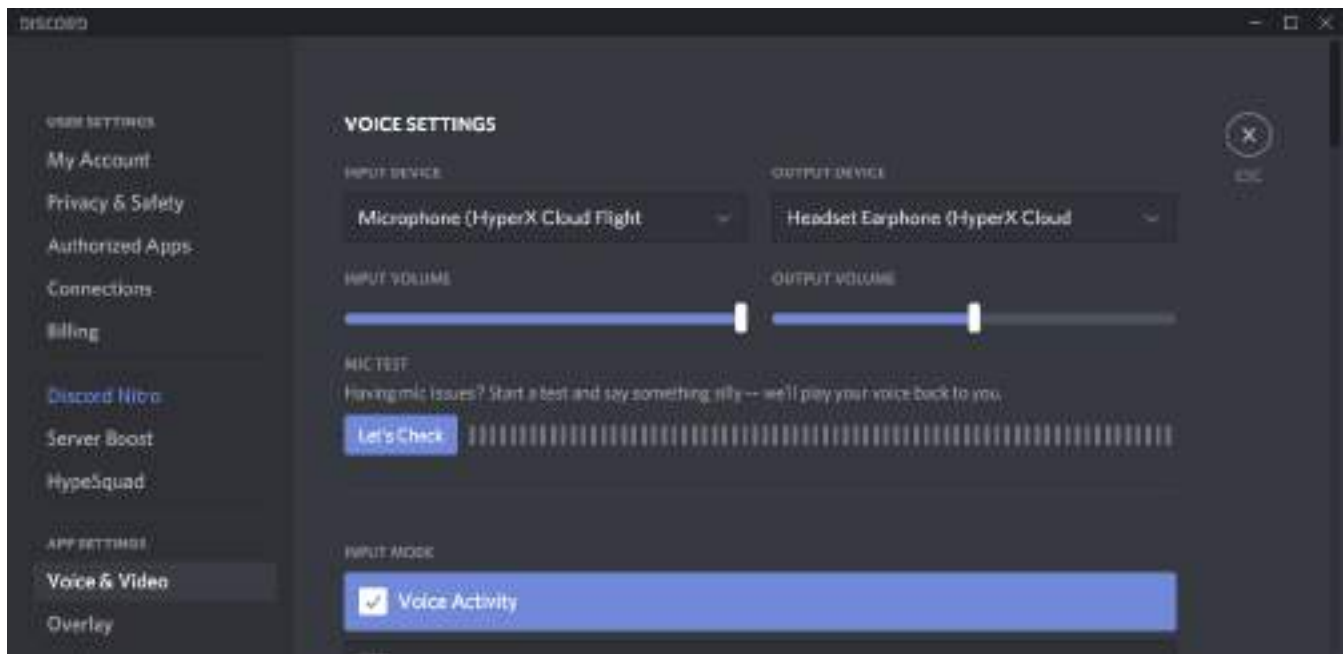 DISCORD
USER SETTINGS
My Account
Privacy & Safety
Authorized Apps
Connections
Billing
Discord Nitro
Server Boost
HypeSquad
APP SETTINGS
Voice & Video
Overlay
VOICE SETTINGS
INPUT DEVICE
Microphone (HyperX Cloud Flight
OUTPUT DEVICE
Headset Earphone (HyperX Cloud
INPUT VOLUME
OUTPUT VOLUME
MIC TEST
Having mic issues? Start a test and say something silly -- we'll play your voice back to you.
Let's Check
INPUT MODE
Voice Activity
ESC